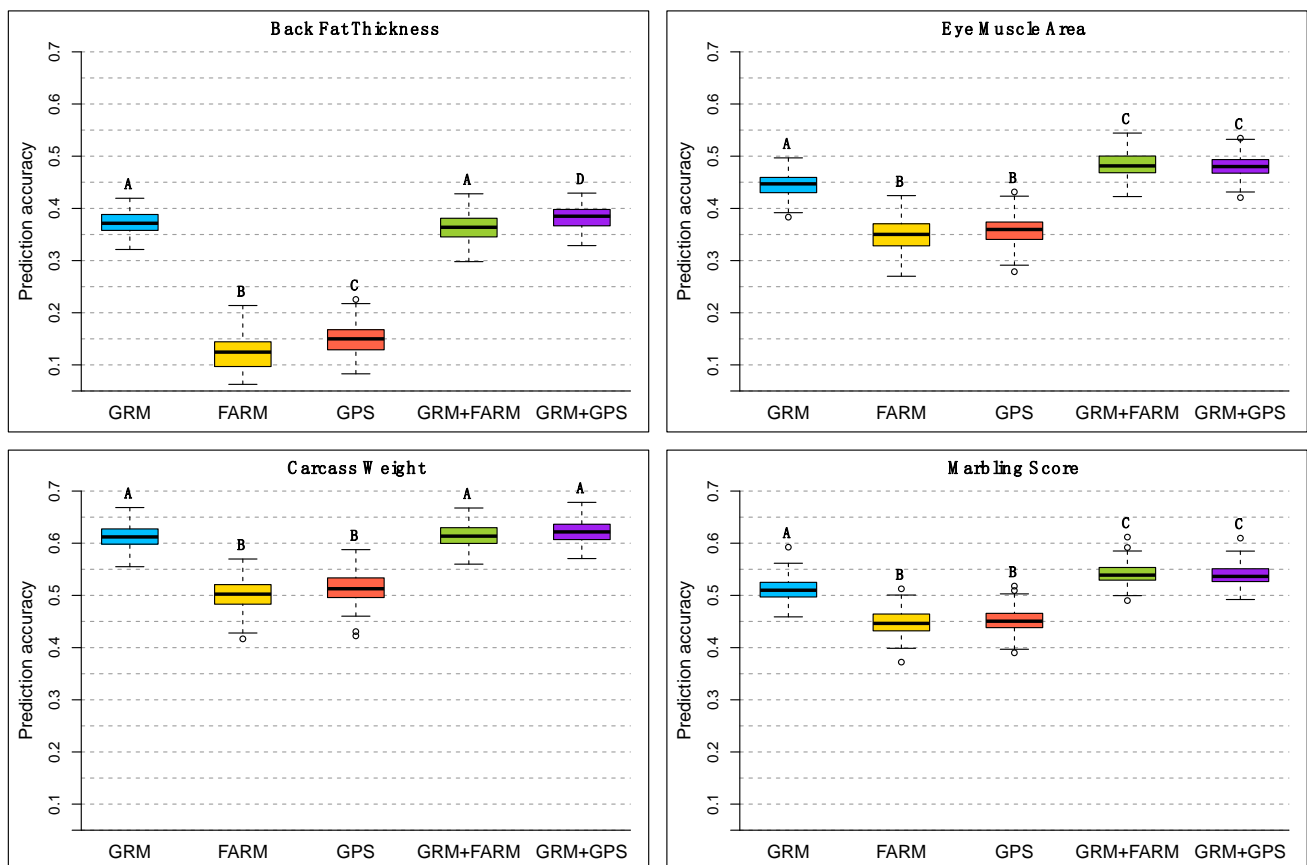 Back Fat Thickness
Prediction accuracy
0.7
0.6
0.5
0.4
0.3
0.2
0.1
A
B
C
A
D
GRM FARM GPS GRM+FARM GRM+GPS
Eye Muscle Area
Prediction accuracy
0.7
0.6
0.5
0.4
0.3
0.2
0.1
A
B
B
C
C
GRM FARM GPS GRM+FARM GRM+GPS
Carcass Weight
Prediction accuracy
0.7
0.6
0.5
0.4
0.3
0.2
0.1
A
B
B
A
A
GRM FARM GPS GRM+FARM GRM+GPS
Marbling Score
Prediction accuracy
0.7
0.6
0.5
0.4
0.3
0.2
0.1
A
B
B
C
C
GRM FARM GPS GRM+FARM GRM+GPS